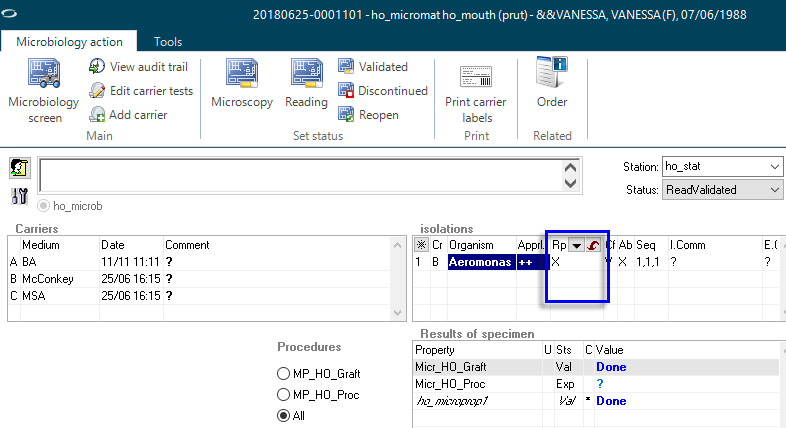 20180625-0001101 - ho_micromat ho_mouth (prut) - &&VANESSA, VANESSA (F), 07/06/1988
Microbiology action Tools
Microbiology screen
View audit trail
Edit carrier tests
Add carrier
Main
Microscopy
Reading
Validated
Discontinued
Reopen
Set status
Print carrier labels
Print
Order
Related
Station: ho_stat
Status: ReadValidated
ho_microb
Carriers
Medium Date Comment
A BA 11/11 11:11 ?
B McConkey 25/06 16:15 ?
C MSA 25/06 16:15 ?
isolations
Cr Organism Apprl. Rp Cf Ab Seq I.Comm
1 B Aeromonas ++ X X 1,1,1 ? ?
Procedures
MP_HO_Graft
MP_HO_Proc
All
Results of specimen
Property U Sts C Value
Micr_HO_Graft Val Done
Micr_HO_Proc Exp ?
ho_microprop1 Val * Done